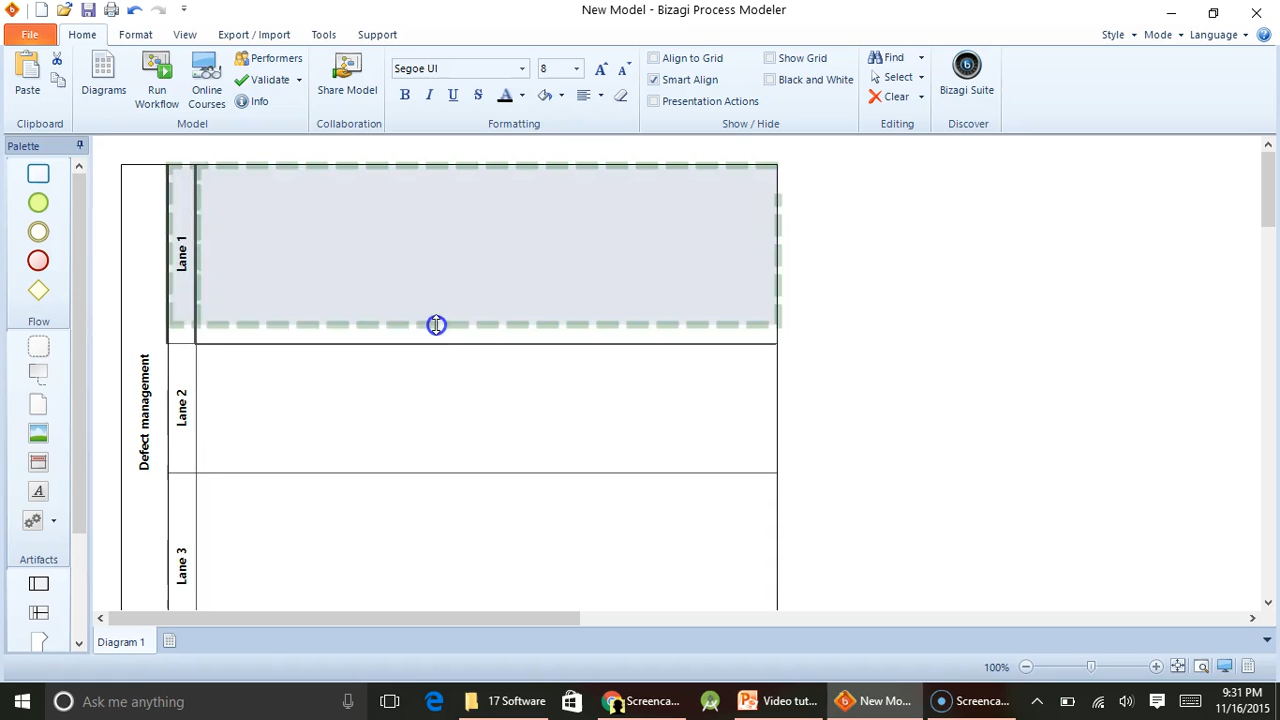 New Model - Bizagi Process Modeler
File Home Format View Export / Import Tools Support
Style Mode Language
Paste
Clipboard
Diagrams
Run Workflow
Online Courses
Performers
Validate
Info
Model
Share Model
Collaboration
Segoe UI 8
B I U S A
Formatting
Align to Grid
Smart Align
Presentation Actions
Show Grid
Black and White
Show / Hide
Find
Select
Clear
Editing
Bizagi Suite
Discover
Palette
Flow
A
Artifacts
Defect management
Lane 1
Lane 2
Lane 3
Diagram 1
100%
Ask me anything
17 Software
Screenca...
Video tut...
New Mo...
Screenca...
9:31 PM
11/16/2015